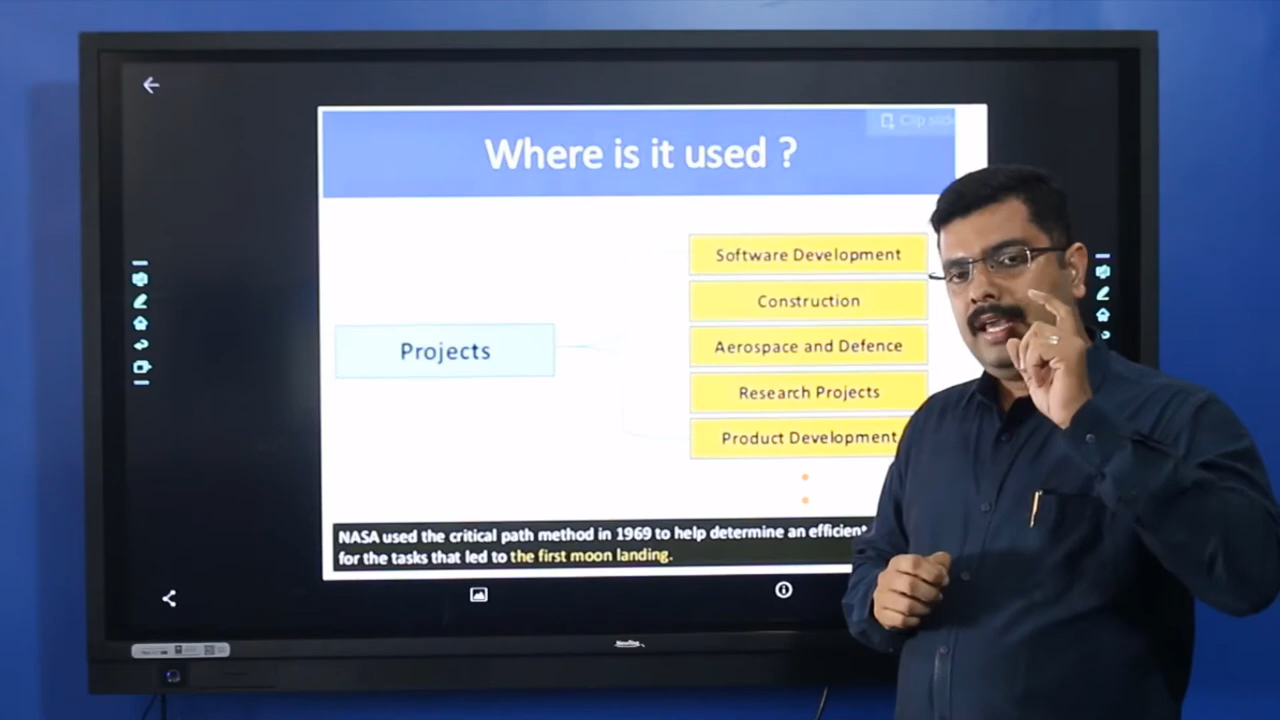 Clip slide
Where is it used ?
Software Development
Construction
Projects
Aerospace and Defence
Research Projects
Product Development
NASA used the critical path method in 1969 to help determine an efficient
for the tasks that led to the first moon landing.